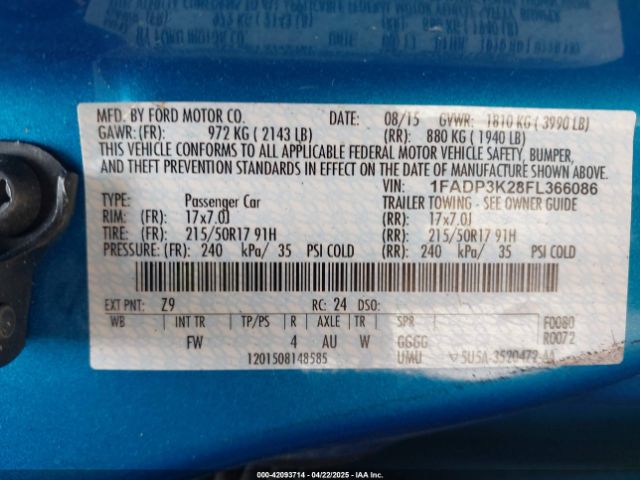 MFD. BY FORD MOTOR CO. DATE: 08/15 GVWR: 1810 KG ( 3990 LB)
GAWR: (FR): 972 KG ( 2143 LB) (RR): 880 KG ( 1940 LB)
THIS VEHICLE CONFORMS TO ALL APPLICABLE FEDERAL MOTOR VEHICLE SAFETY, BUMPER,
AND THEFT PREVENTION STANDARDS IN EFFECT ON THE DATE OF MANUFACTURE SHOWN ABOVE.
VIN: 1FADP3K28FL366086
TYPE: Passenger Car TRAILER TOWING - SEE OWNER GUIDE
RIM: (FR): 17x7.0J (RR): 17x7.0J
TIRE: (FR): 215/50R17 91H (RR): 215/50R17 91H
PRESSURE: (FR): 240 kPa/ 35 PSI COLD (RR): 240 kPa/ 35 PSI COLD
EXT PNT: Z9 RC: 24 DSO:
WB INT TR TP/PS R AXLE TR SPR F0080
FW 4 AU W GGGG R0072
1201508148585 UMU 5U5A-3520472-AA
000-42093714 - 04/22/2025 - IAA Inc.